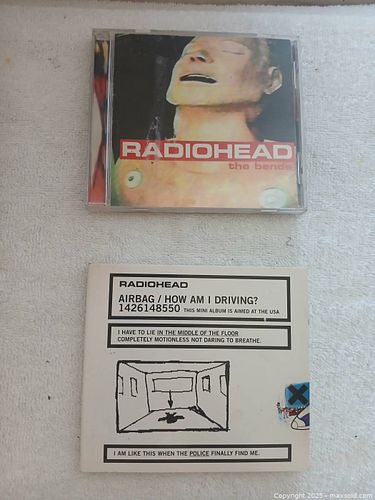 RADIOHEAD
the bends
RADIOHEAD
AIRBAG / HOW AM I DRIVING?
1426148550 THIS MINI ALBUM IS AIMED AT THE USA
I HAVE TO LIE IN THE MIDDLE OF THE FLOOR
COMPLETELY MOTIONLESS NOT DARING TO BREATHE.
I AM LIKE THIS WHEN THE POLICE FINALLY FIND ME.
Copyright 2025 - maxsold.com